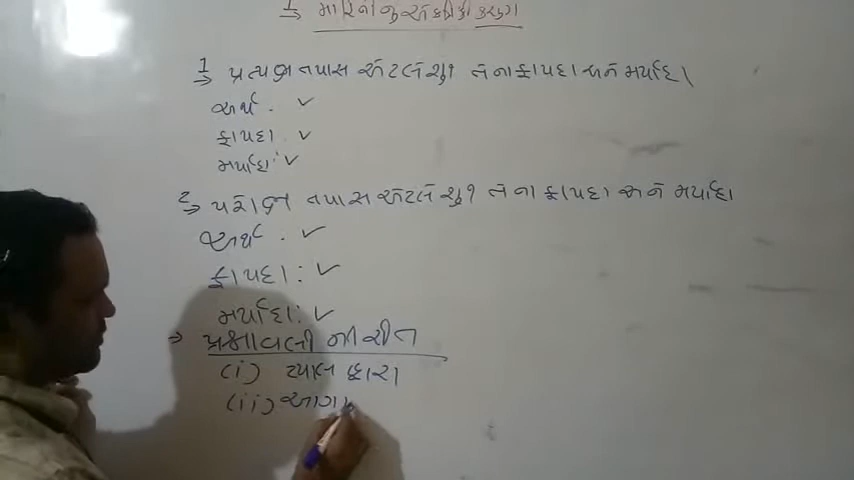 માહિતીનું એકત્રીકરણ
1 પ્રત્યક્ષ તપાસ એટલે શું? તેના ફાયદા અને મર્યાદા
અર્થ. ✓
ફાયદા. ✓
મર્યાદા: ✓
2 પરોક્ષ તપાસ એટલે શું? તેના ફાયદા અને મર્યાદા
અર્થ. ✓
ફાયદા: ✓
મર્યાદા: ✓
⇒ પ્રશ્નાવલી ની રીત
(i) ટપાલ દ્વારા
(ii)